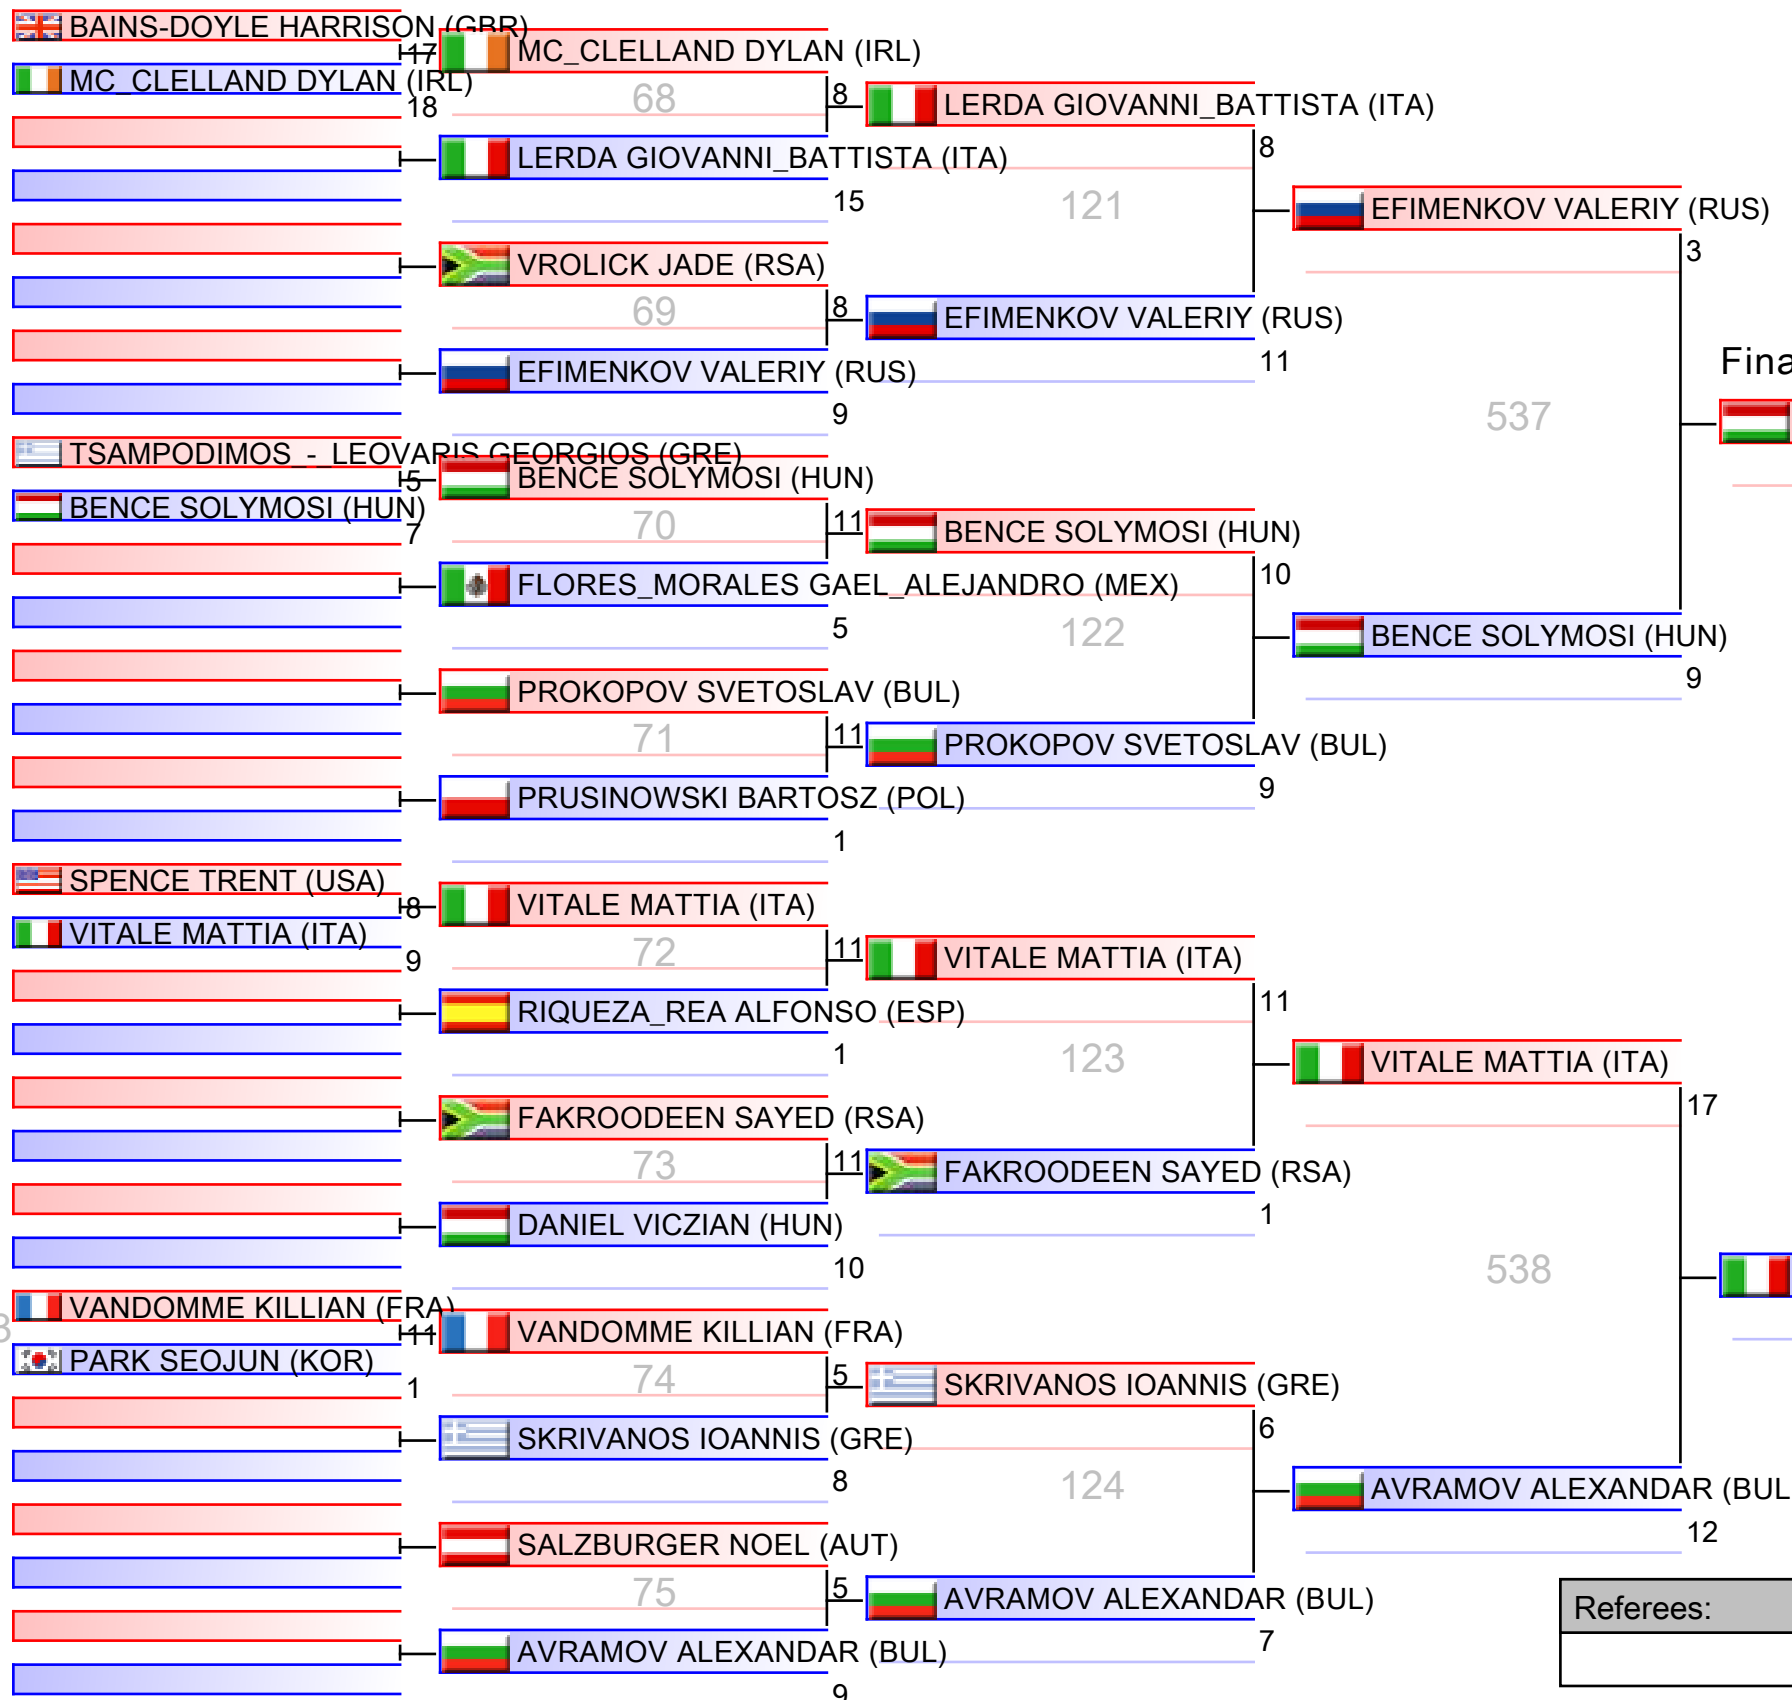 BAINS-DOYLE HARRISON (GBR)
17
MC_CLELLAND DYLAN (IRL)
18
TSAMPODIMOS_-_LEOVARIS GEORGIOS (GRE)
5
BENCE SOLYMOSI (HUN)
7
SPENCE TRENT (USA)
8
VITALE MATTIA (ITA)
9
VANDOMME KILLIAN (FRA)
11
3
PARK SEOJUN (KOR)
1
MC_CLELLAND DYLAN (IRL)
68
8
LERDA GIOVANNI_BATTISTA (ITA)
15
VROLICK JADE (RSA)
69
8
EFIMENKOV VALERIY (RUS)
9
BENCE SOLYMOSI (HUN)
70
11
FLORES_MORALES GAEL_ALEJANDRO (MEX)
5
PROKOPOV SVETOSLAV (BUL)
71
11
PRUSINOWSKI BARTOSZ (POL)
1
VITALE MATTIA (ITA)
72
11
RIQUEZA_REA ALFONSO (ESP)
1
FAKROODEEN SAYED (RSA)
73
11
DANIEL VICZIAN (HUN)
10
VANDOMME KILLIAN (FRA)
74
5
SKRIVANOS IOANNIS (GRE)
8
SALZBURGER NOEL (AUT)
75
5
AVRAMOV ALEXANDAR (BUL)
9
LERDA GIOVANNI_BATTISTA (ITA)
8
121
EFIMENKOV VALERIY (RUS)
11
BENCE SOLYMOSI (HUN)
10
122
PROKOPOV SVETOSLAV (BUL)
9
VITALE MATTIA (ITA)
11
123
FAKROODEEN SAYED (RSA)
1
SKRIVANOS IOANNIS (GRE)
6
124
AVRAMOV ALEXANDAR (BUL)
7
EFIMENKOV VALERIY (RUS)
3
537
BENCE SOLYMOSI (HUN)
9
VITALE MATTIA (ITA)
17
538
AVRAMOV ALEXANDAR (BUL
12
Fina
Referees: